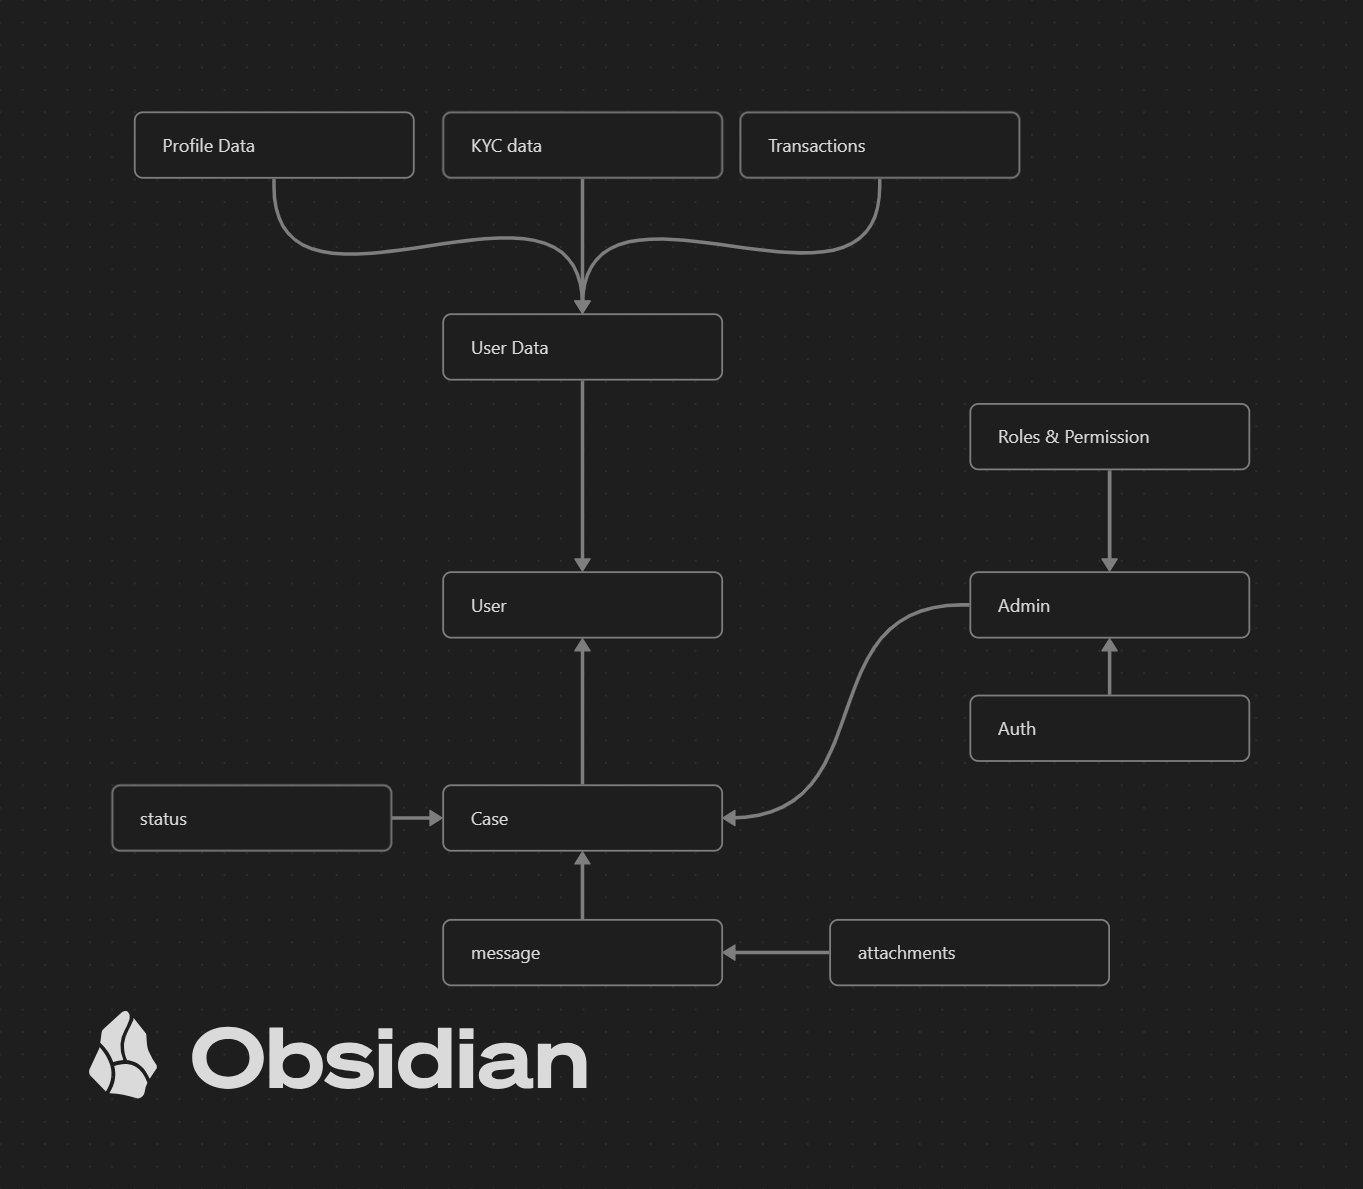 Profile Data
KYC data
Transactions
User Data
Roles & Permission
User
Admin
Auth
status
Case
message
attachments
Obsidian